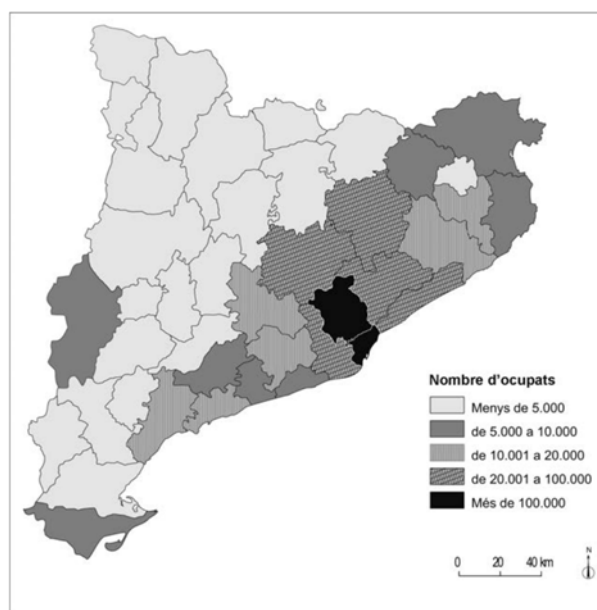 Nombre d'ocupats
Menys de 5.000
de 5.000 a 10.000
de 10.001 a 20.000
de 20.001 a 100.000
Més de 100.000
0 20 40 km
N